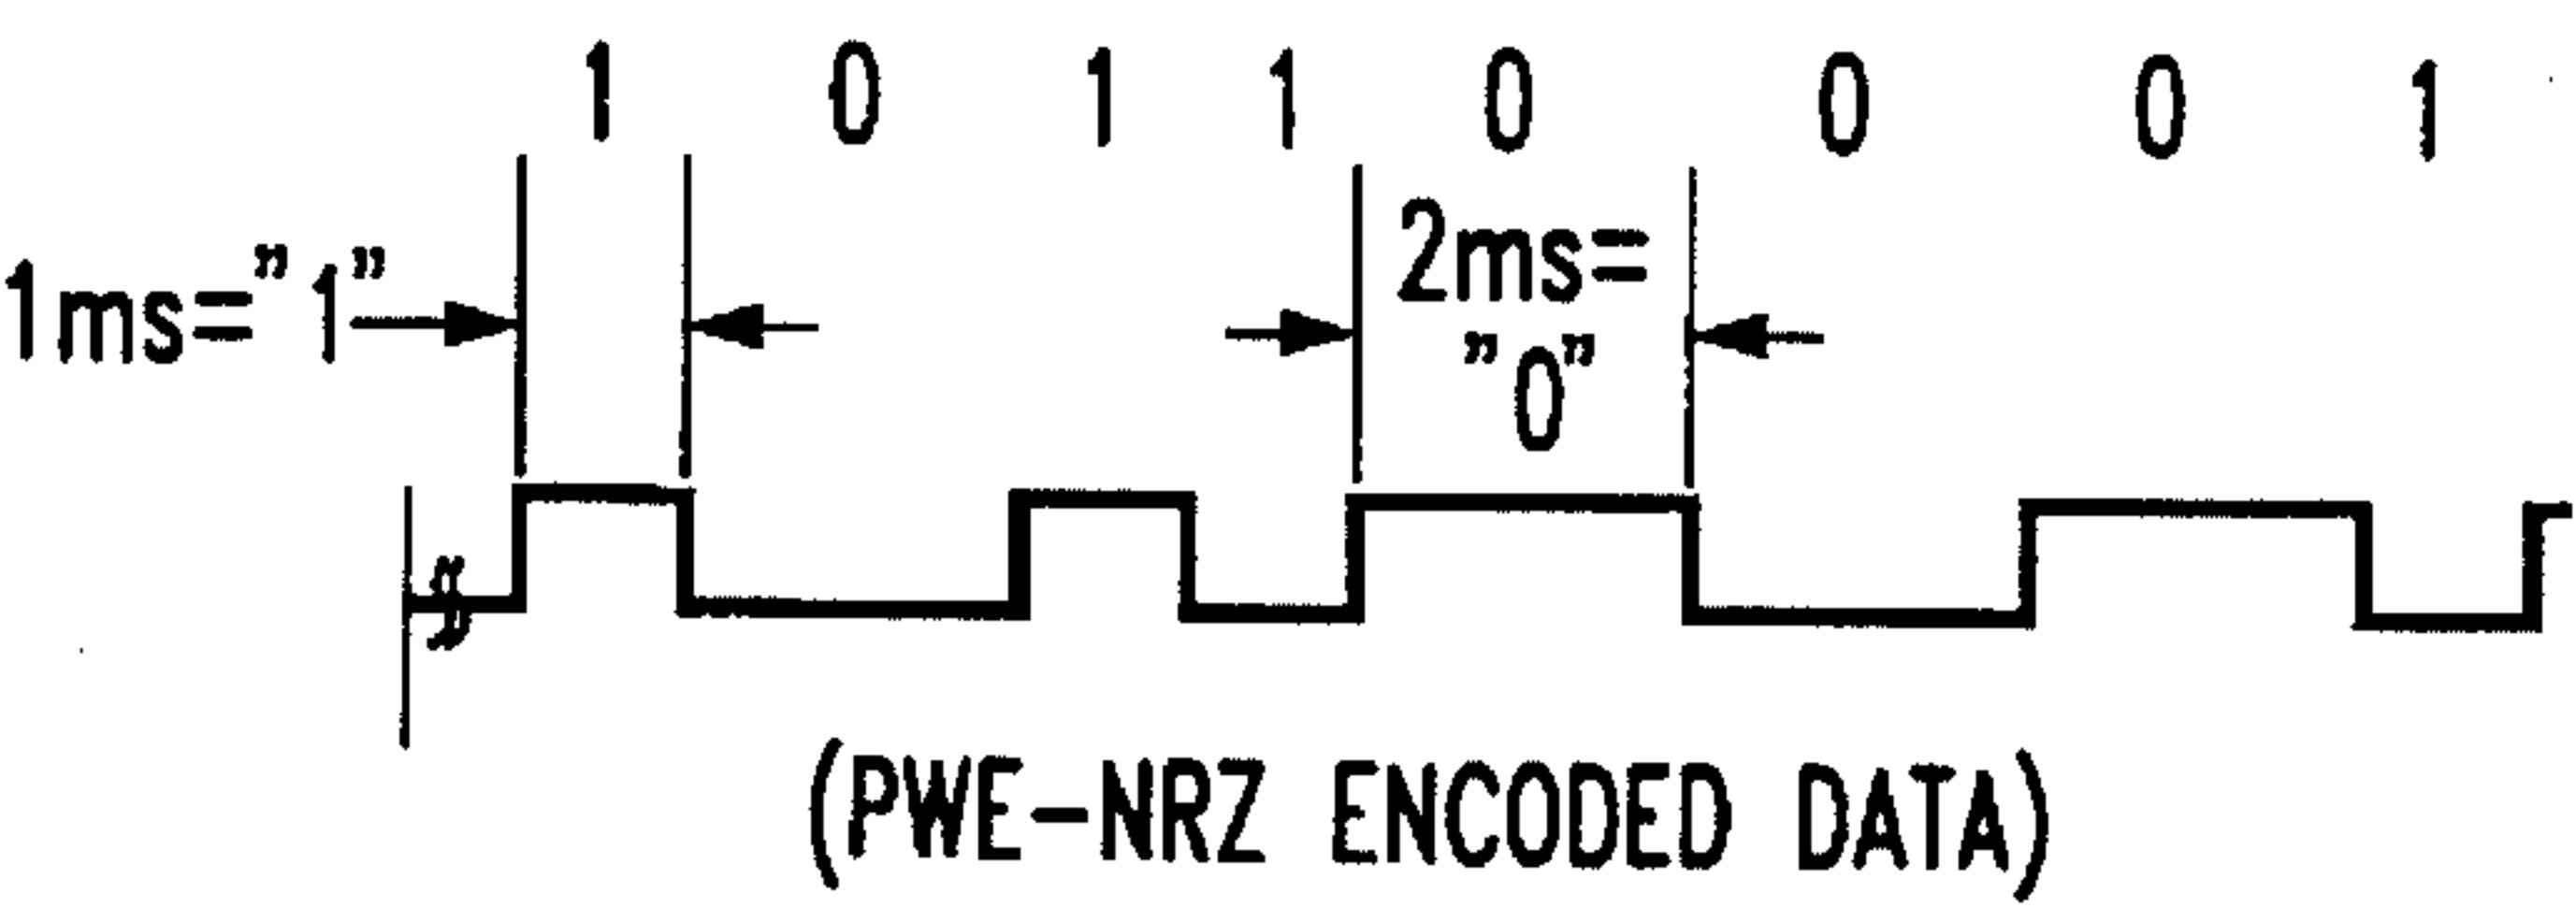 1 0 1 1 0 0 0 1
1ms="1"
2ms=
"0"
(PWE-NRZ ENCODED DATA)